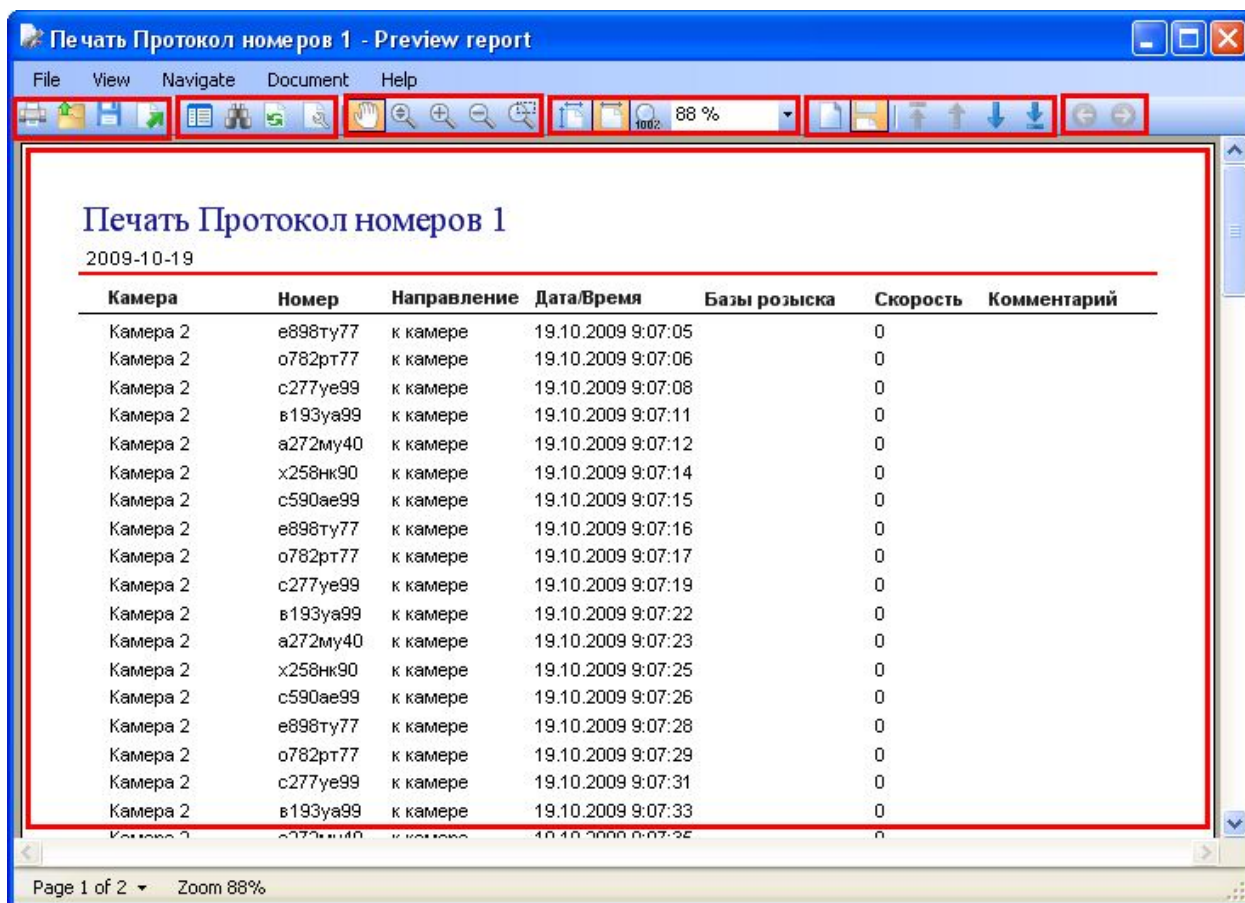 Печать Протокол номеров 1 - Preview report
File View Navigate Document Help
100% 88 %
Печать Протокол номеров 1
2009-10-19
Камера Номер Направление Дата/Время Базы розыска Скорость Комментарий
Камера 2 е898ту77 к камере 19.10.2009 9:07:05 0
Камера 2 о782рт77 к камере 19.10.2009 9:07:06 0
Камера 2 с277уе99 к камере 19.10.2009 9:07:08 0
Камера 2 в193уа99 к камере 19.10.2009 9:07:11 0
Камера 2 а272му40 к камере 19.10.2009 9:07:12 0
Камера 2 х258нк90 к камере 19.10.2009 9:07:14 0
Камера 2 с590ае99 к камере 19.10.2009 9:07:15 0
Камера 2 е898ту77 к камере 19.10.2009 9:07:16 0
Камера 2 о782рт77 к камере 19.10.2009 9:07:17 0
Камера 2 с277уе99 к камере 19.10.2009 9:07:19 0
Камера 2 в193уа99 к камере 19.10.2009 9:07:22 0
Камера 2 а272му40 к камере 19.10.2009 9:07:23 0
Камера 2 х258нк90 к камере 19.10.2009 9:07:25 0
Камера 2 с590ае99 к камере 19.10.2009 9:07:26 0
Камера 2 е898ту77 к камере 19.10.2009 9:07:28 0
Камера 2 о782рт77 к камере 19.10.2009 9:07:29 0
Камера 2 с277уе99 к камере 19.10.2009 9:07:31 0
Камера 2 в193уа99 к камере 19.10.2009 9:07:33 0
Камера 2 а272му40 к камере 19.10.2009 9:07:35 0
Page 1 of 2 Zoom 88%